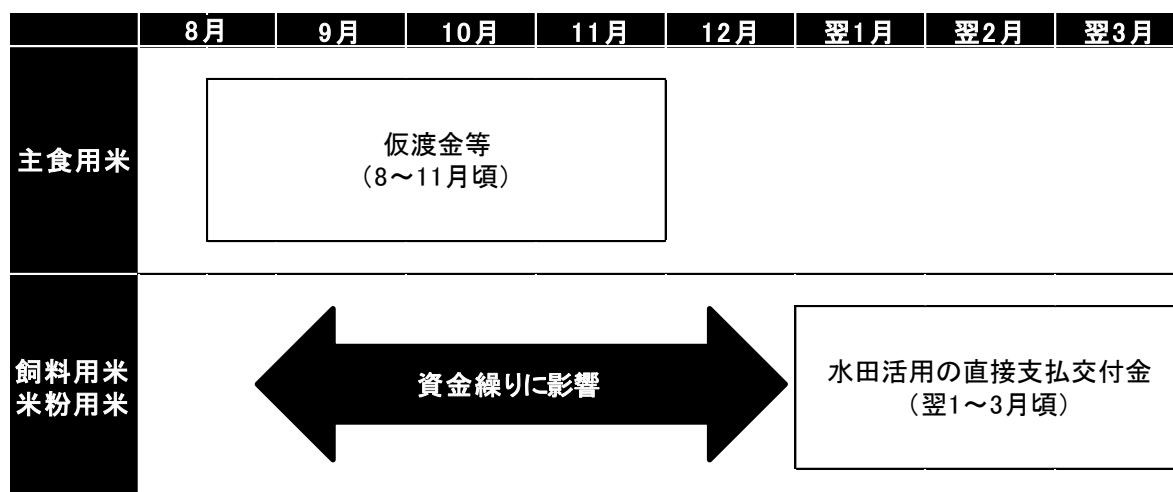 8月 9月 10月 11月 12月 翌1月 翌2月 翌3月
主食用米
仮渡金等
（8～11月頃）
飼料用米
米粉用米
資金繰りに影響
水田活用の直接支払交付金
（翌1～3月頃）